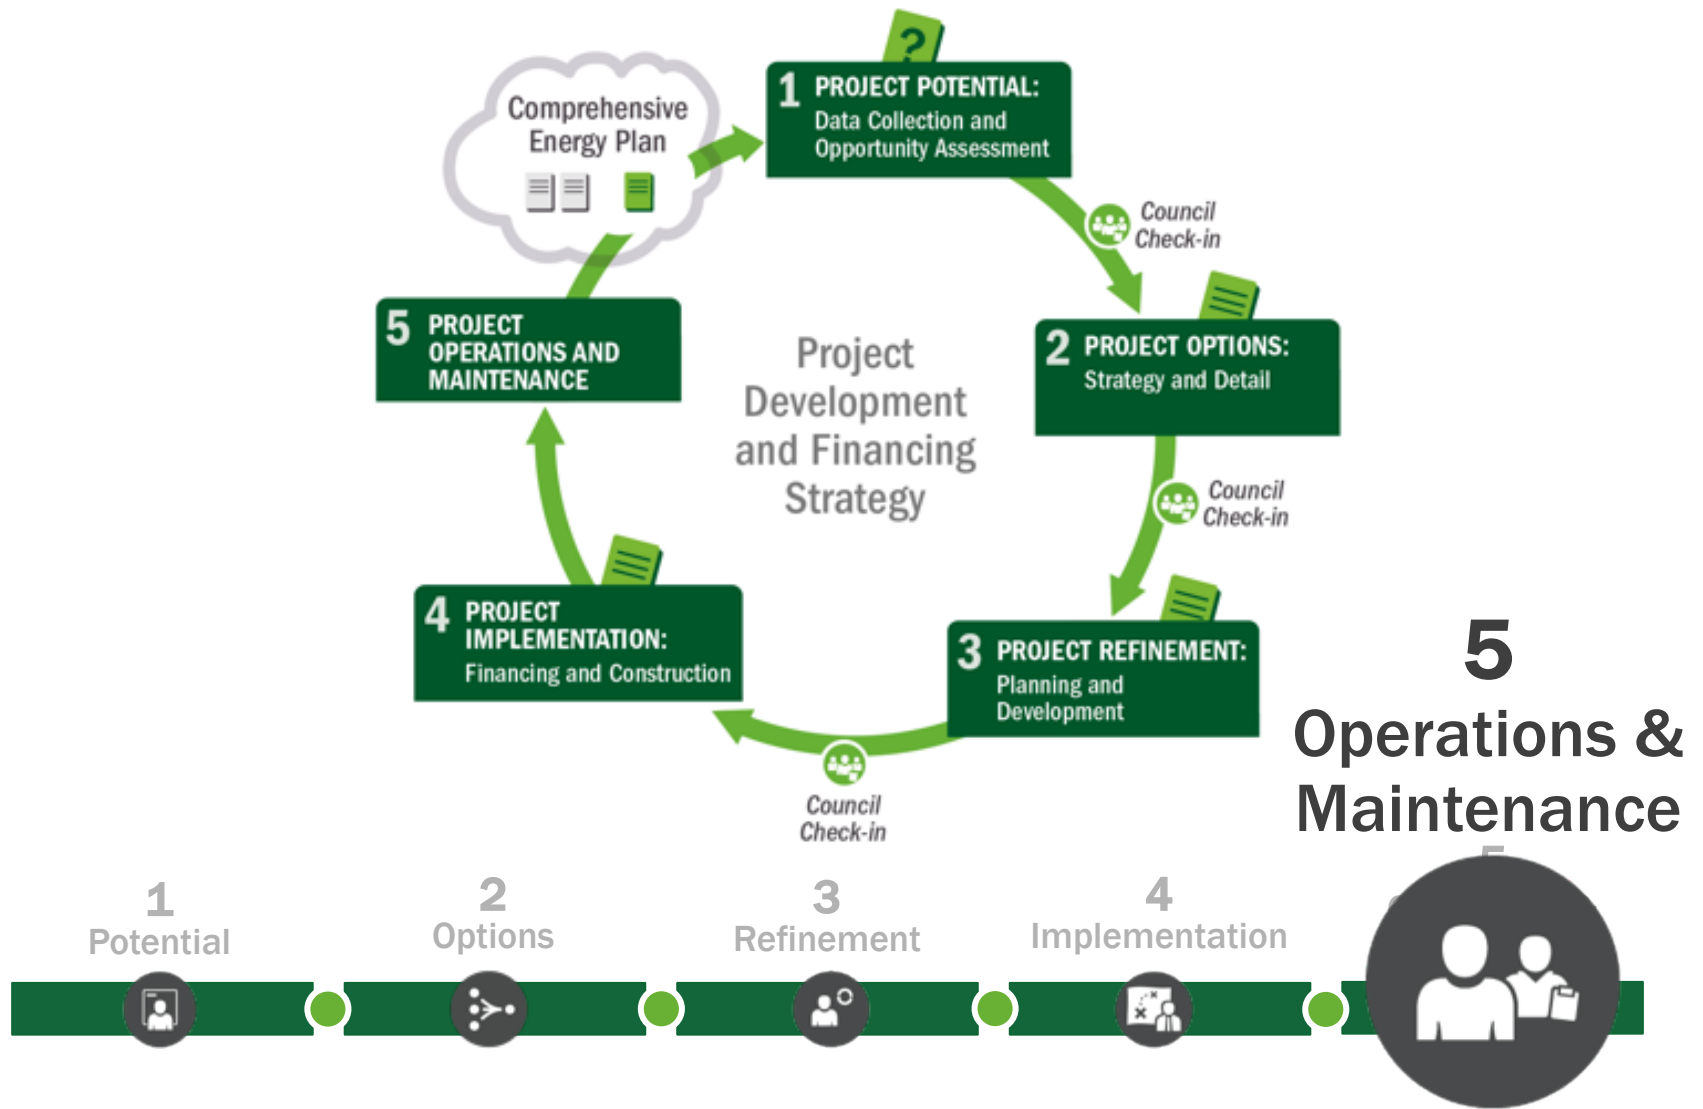 ?
Comprehensive
Energy Plan
1 PROJECT POTENTIAL:
Data Collection and
Opportunity Assessment
Council
Check-in
2 PROJECT OPTIONS:
Strategy and Detail
Council
Check-in
3 PROJECT REFINEMENT:
Planning and
Development
Council
Check-in
4 PROJECT
IMPLEMENTATION:
Financing and Construction
5 PROJECT
OPERATIONS AND
MAINTENANCE
Project
Development
and Financing
Strategy
1
Potential
2
Options
3
Refinement
4
Implementation
5
Operations &
Maintenance